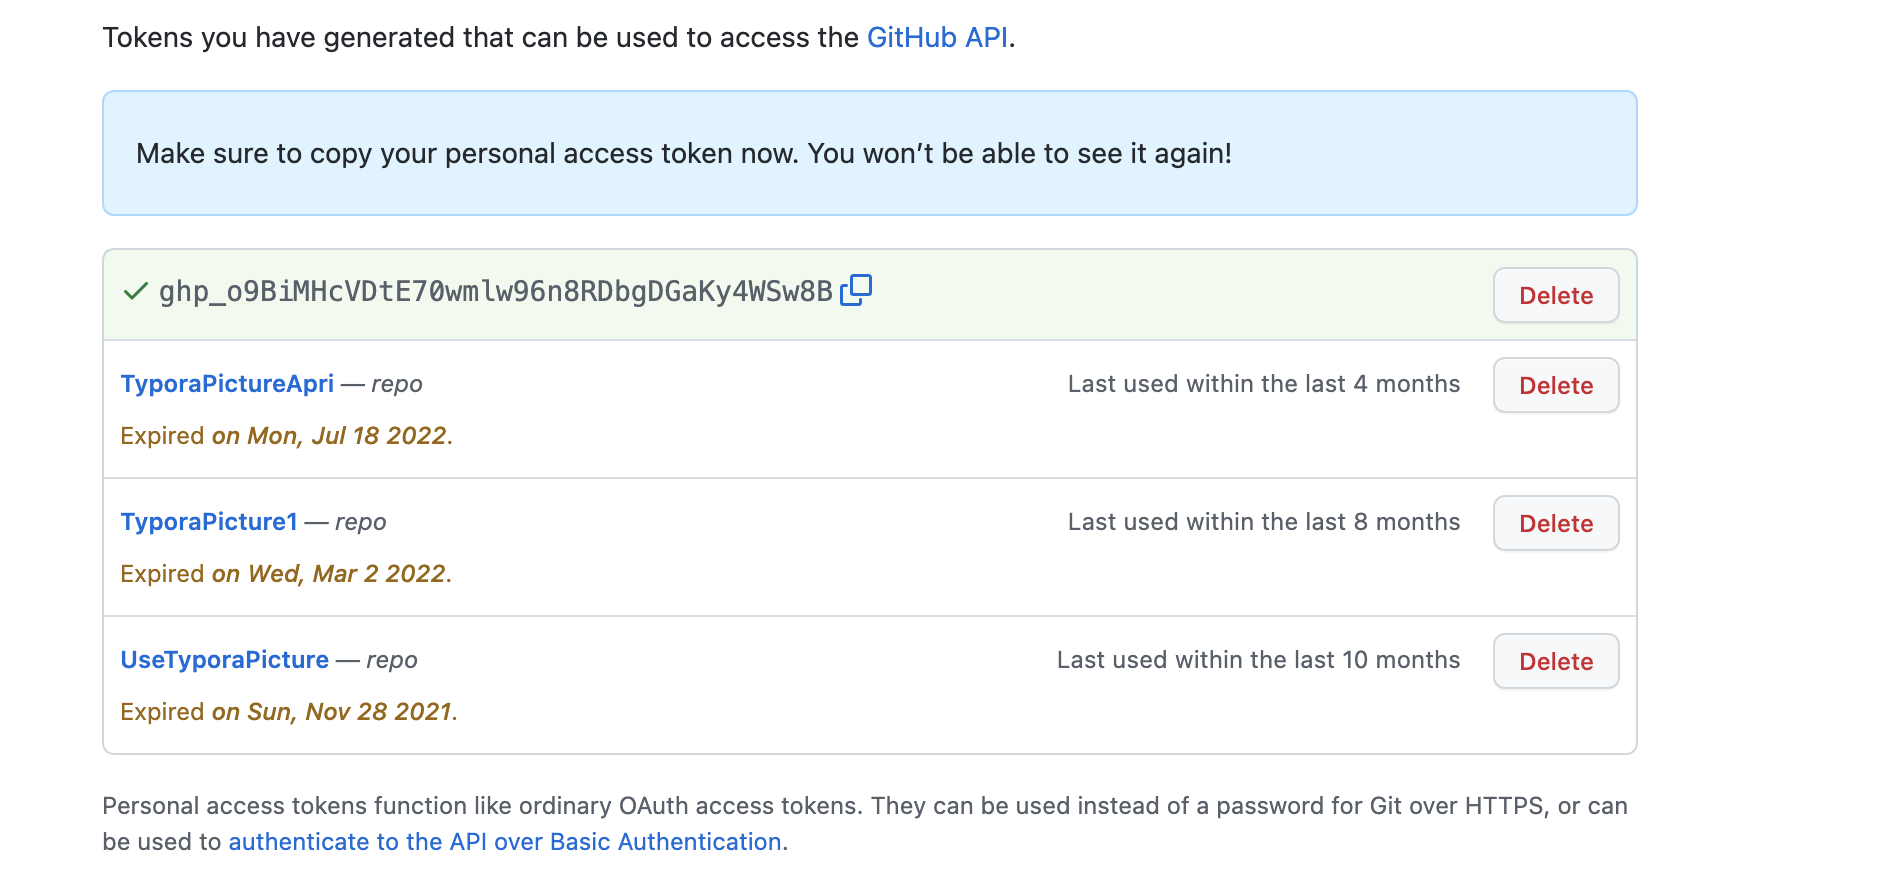 Tokens you have generated that can be used to access the GitHub API.
Make sure to copy your personal access token now. You won’t be able to see it again!
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
Delete
TyporaPictureApri — repo
Last used within the last 4 months
Delete
Expired on Mon, Jul 18 2022.
TyporaPicture1 — repo
Last used within the last 8 months
Delete
Expired on Wed, Mar 2 2022.
UseTyporaPicture — repo
Last used within the last 10 months
Delete
Expired on Sun, Nov 28 2021.
Personal access tokens function like ordinary OAuth access tokens. They can be used instead of a password for Git over HTTPS, or can
be used to authenticate to the API over Basic Authentication.